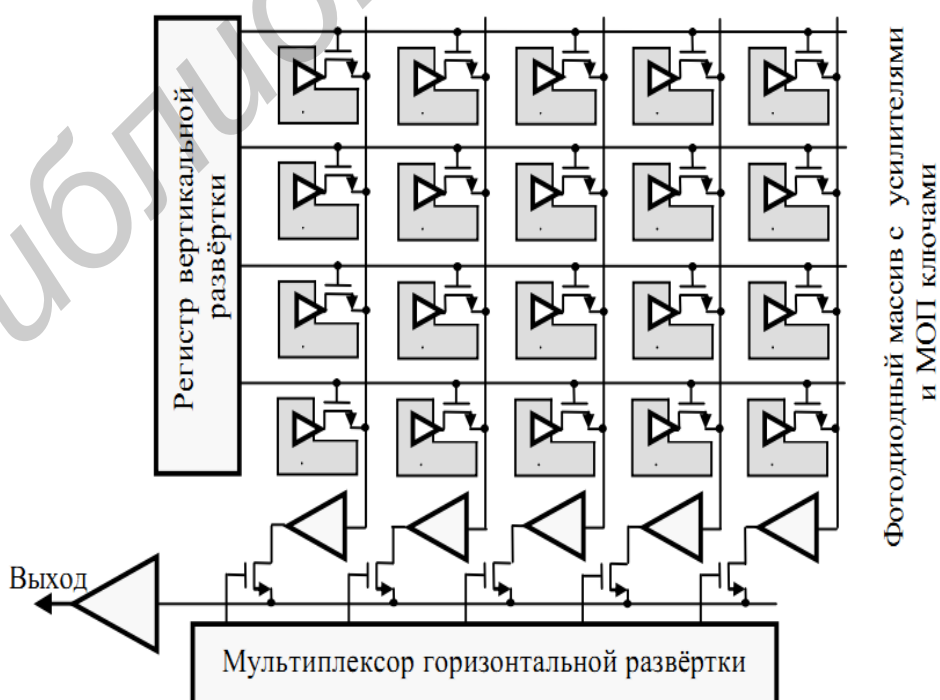 Регистр вертикальной
развёртки
Фотодиодный массив с усилителями
и МОП ключами
Выход
Мультиплексор горизонтальной развёртки